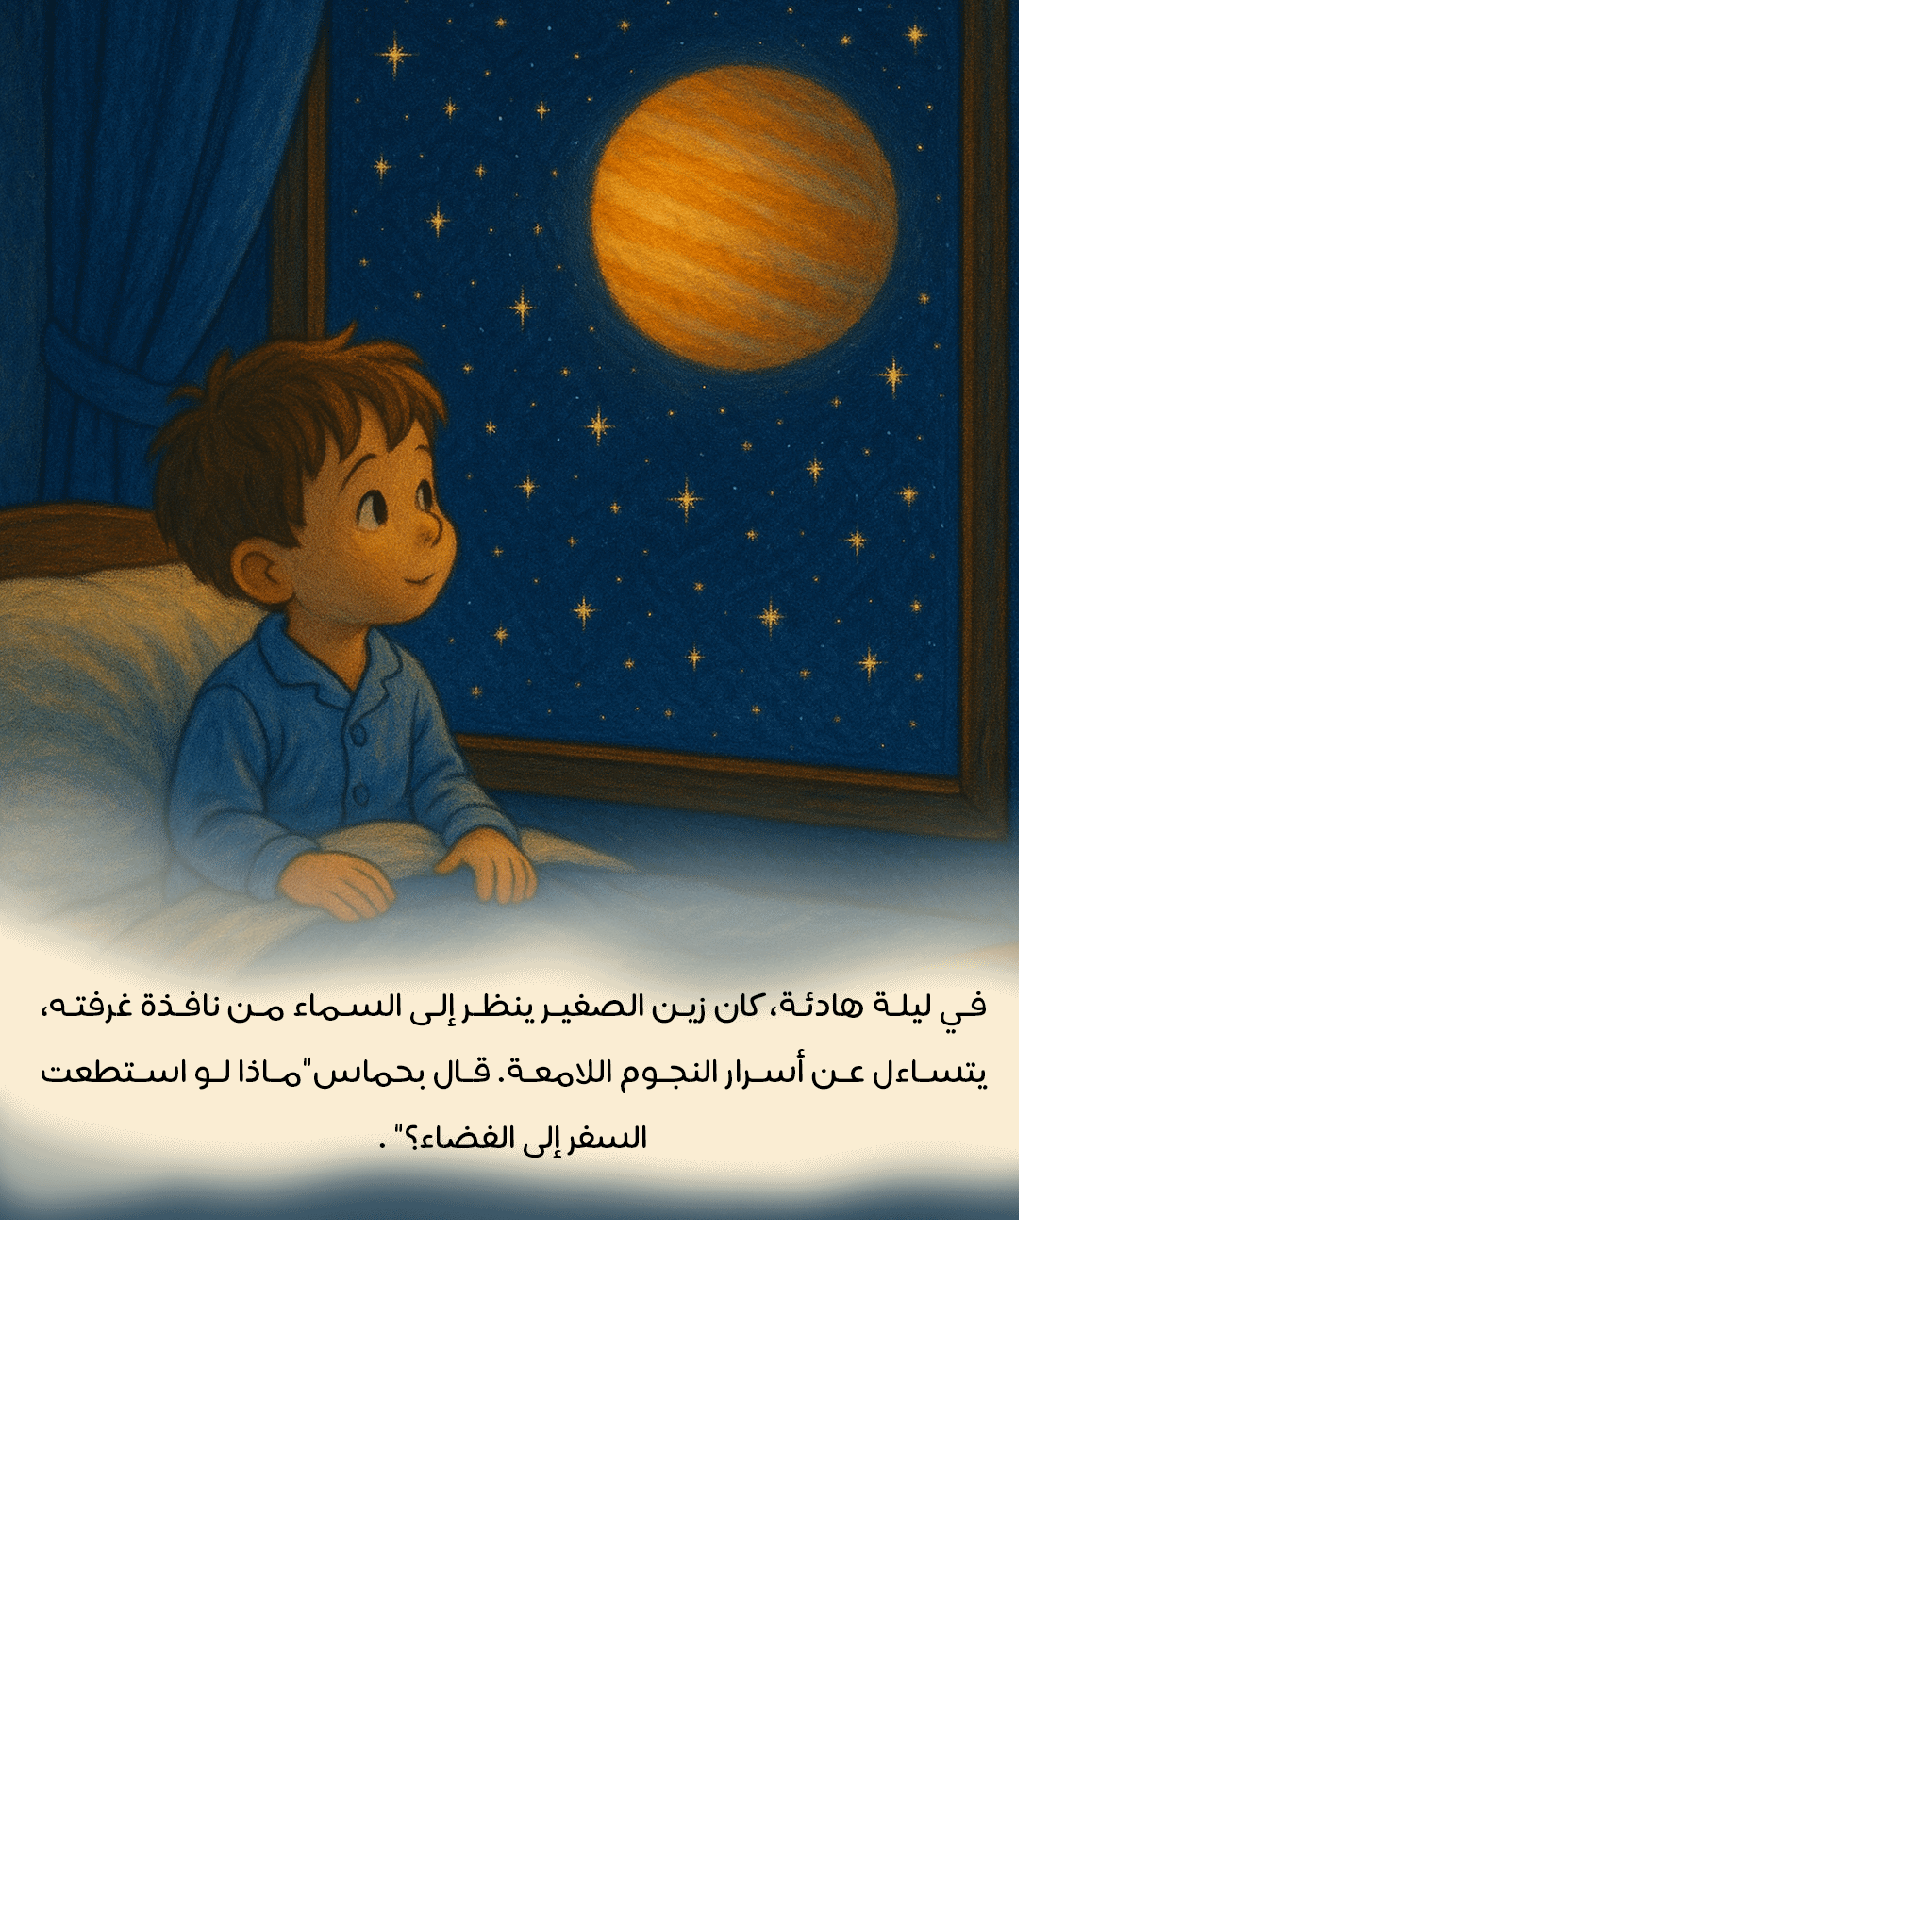 في ليلة هادئة، كان زين الصغير ينظر إلى السماء من نافذة غرفته،
يتساءل عن أسرار النجوم اللامعة. قال بحماس"ماذا لو استطعت
السفر إلى الفضاء؟" .